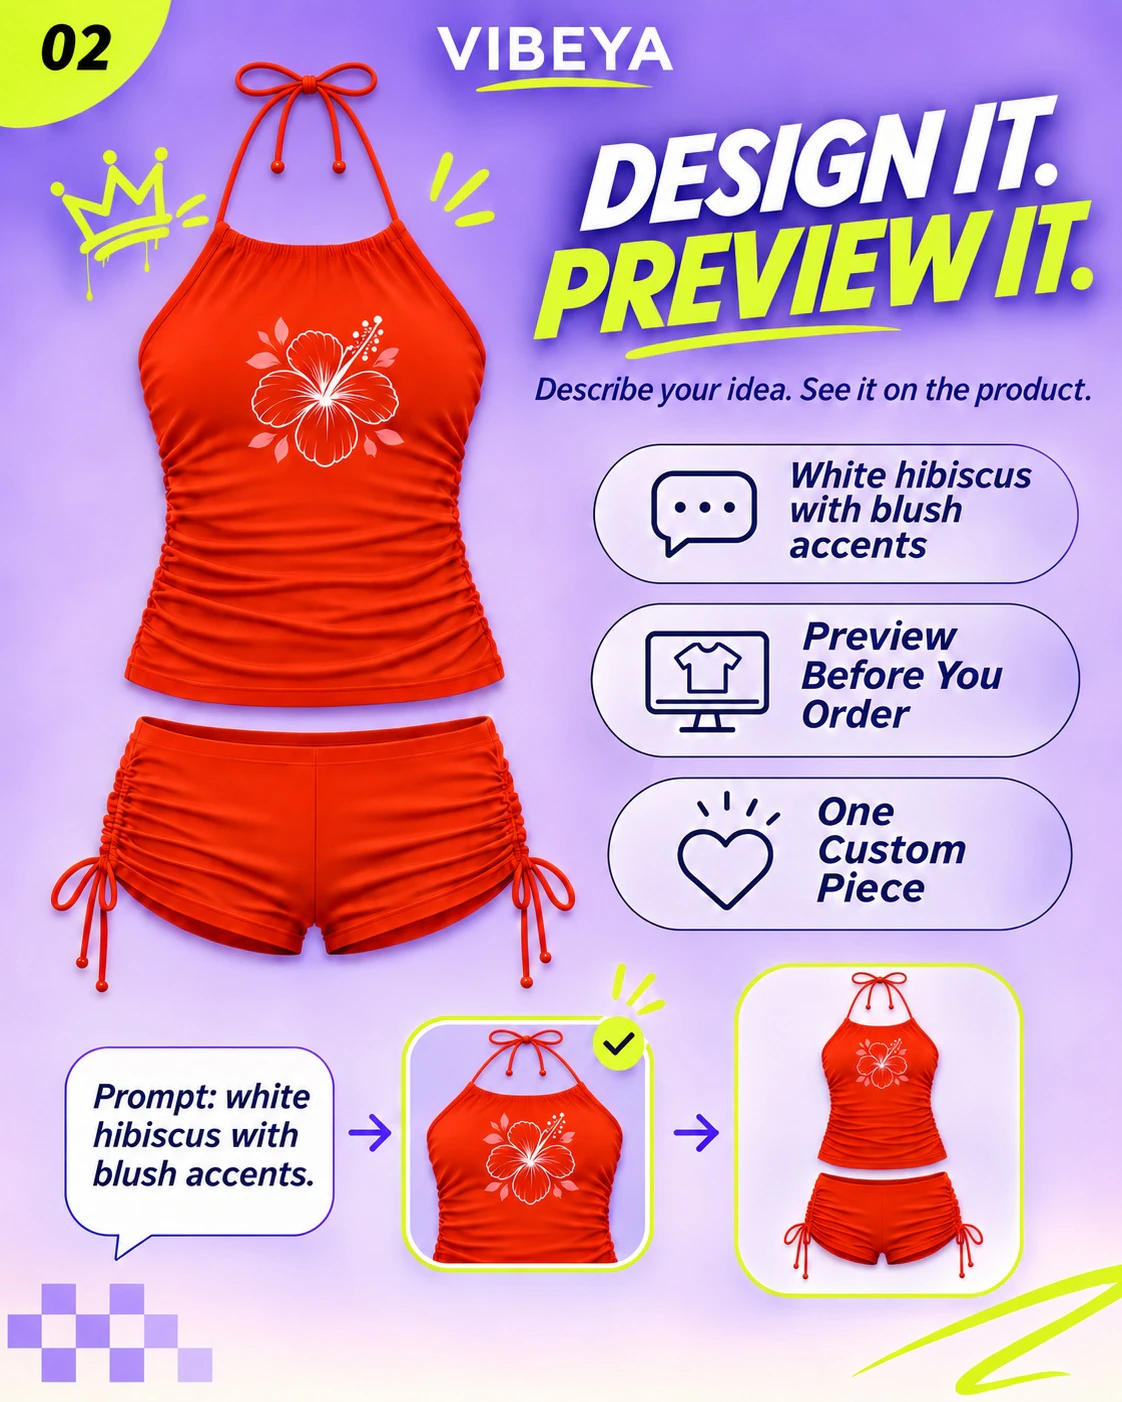 02
VIBEYA
DESIGN IT.
PREVIEW IT.
Describe your idea. See it on the product.
White hibiscus
with blush
accents
Preview
Before You
Order
One
Custom
Piece
Prompt: white
hibiscus with
blush accents.